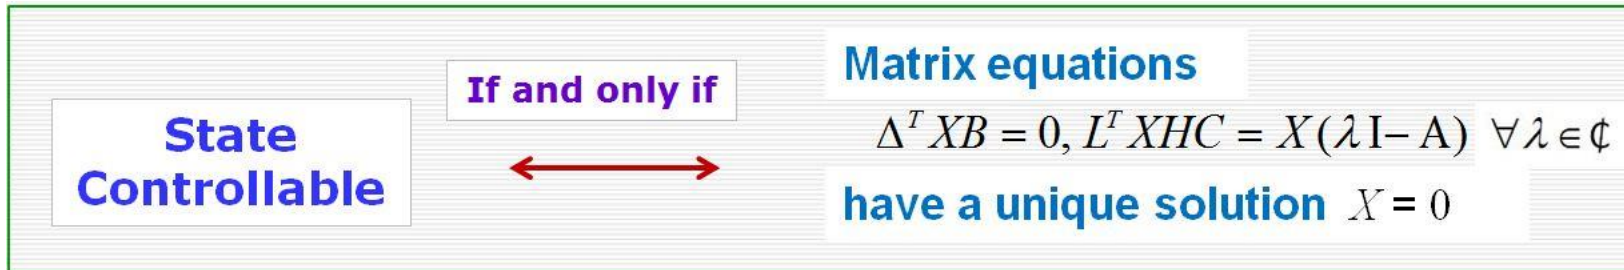 State
Controllable
If and only if
Matrix equations
Δ^T XB = 0, L^T XHC = X(λI− A) ∀λ∈₵
have a unique solution X = 0